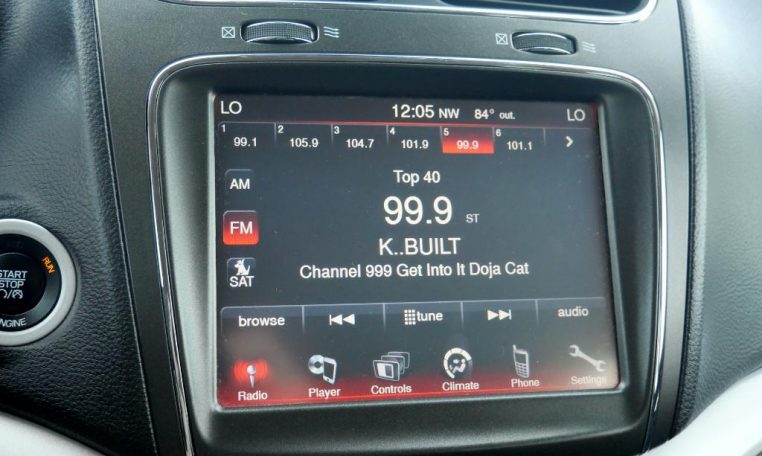 LO 12:05 NW 84° out. LO
1 2 3 4 5 6
99.1 105.9 104.7 101.9 99.9 101.1 >
AM
Top 40
99.9 ST
FM
K..BUILT
SAT
Channel 999 Get Into It Doja Cat
browse tune audio
Radio Player Controls Climate Phone Settings
START
STOP
ENGINE
RUN